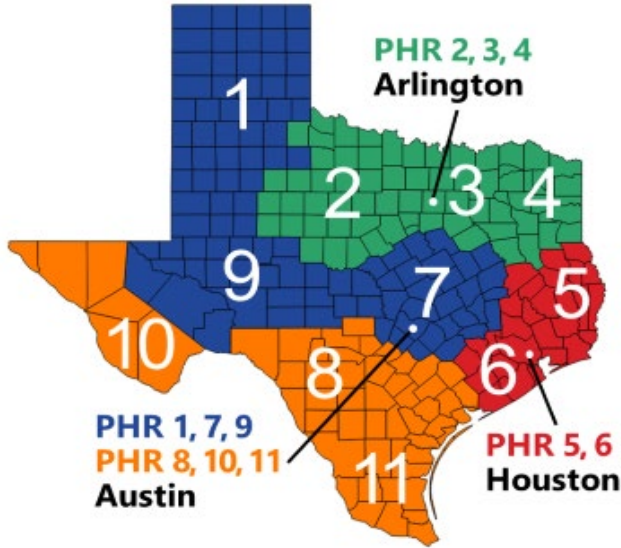 1
PHR 2, 3, 4
Arlington
2
3
4
9
7
5
10
8
6
PHR 1, 7, 9
PHR 8, 10, 11
Austin
11
PHR 5, 6
Houston